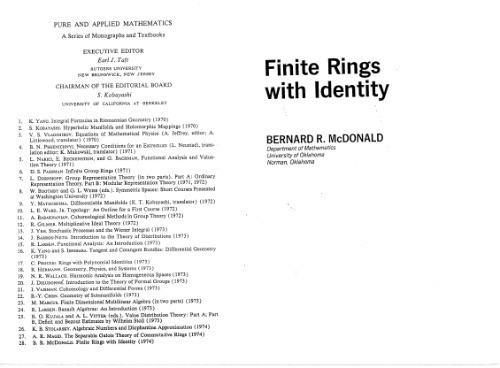 PURE AND APPLIED MATHEMATICS
A Series of Monographs and Textbooks
EXECUTIVE EDITOR
Earl J. Taft
RUTGERS UNIVERSITY
NEW BRUNSWICK, NEW JERSEY
CHAIRMAN OF THE EDITORIAL BOARD
S. Kobayashi
UNIVERSITY OF CALIFORNIA AT BERKELEY
1. K. YANO. Integral Formulas in Riemannian Geometry (1970)
2. S. KOBAYASHI. Hyperbolic Manifolds and Holomorphic Mappings (1970)
3. V. S. VLADIMIROV. Equations of Mathematical Physics (A. Jeffrey, editor; A.
Littlewood, translator) (1970)
4. B. N. PSHENICHNYI. Necessary Conditions for an Extremum (L. Neustadt, translation
editor; K. Makowski, translator) (1971)
5. L. NARICI, E. BECKENSTEIN, and G. BACHMAN. Functional Analysis and Valuation
Theory (1971)
6. D. S. PASSMAN. Infinite Group Rings (1971)
7. L. DORNHOFF. Group Representation Theory (in two parts). Part A: Ordinary
Representation Theory. Part B: Modular Representation Theory (1971, 1972)
8. W. BOOTHBY and G. L. WEISS (eds.). Symmetric Spaces: Short Courses Presented
at Washington University (1972)
9. Y. MATSUSHIMA. Differentiable Manifolds (E. T. Kobayashi, translator) (1972)
10. L. E. WARD, Jr. Topology: An Outline for a First Course (1972)
11. A. BABAKHANIAN. Cohomological Methods in Group Theory (1972)
12. R. GILMER. Multiplicative Ideal Theory (1972)
13. J. YEH. Stochastic Processes and the Wiener Integral (1973)
14. J. BARROS-NETO. Introduction to the Theory of Distributions (1973)
15. R. LARSEN. Functional Analysis: An Introduction (1973)
16. K. YANO and S. ISHIHARA. Tangent and Cotangent Bundles: Differential Geometry
(1973)
17. C. PROCESI. Rings with Polynomial Identities (1973)
18. R. HERMANN. Geometry, Physics, and Systems (1973)
19. N. R. WALLACH. Harmonic Analysis on Homogeneous Spaces (1973)
20. J. DIEUDONNÉ. Introduction to the Theory of Formal Groups (1973)
21. I. VAISMAN. Cohomology and Differential Forms (1973)
22. B.-Y. CHEN. Geometry of Submanifolds (1973)
23. M. MARCUS. Finite Dimensional Multilinear Algebra (in two parts) (1973)
24. R. LARSEN. Banach Algebras: An Introduction (1973)
25. R. O. KUJALA and A. L. VITTER (eds.). Value Distribution Theory: Part A; Part
B, Deficit and Bezout Estimates by Wilhelm Stoll (1973)
26. K. B. STOLARSKY. Algebraic Numbers and Diophantine Approximation (1974)
27. A. R. MAGID. The Separable Galois Theory of Commutative Rings (1974)
28. B. R. McDONALD. Finite Rings with Identity (1974)
Finite Rings
with Identity
BERNARD R. McDONALD
Department of Mathematics
University of Oklahoma
Norman, Oklahoma